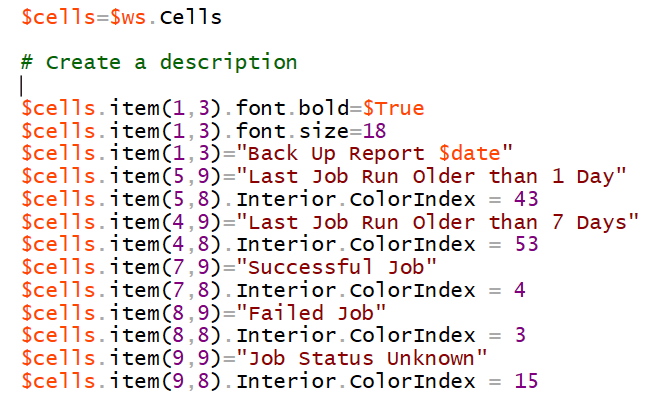 $cells=$ws.Cells
# Create a description
$cells.item(1,3).font.bold=$True
$cells.item(1,3).font.size=18
$cells.item(1,3)="Back Up Report $date"
$cells.item(5,9)="Last Job Run Older than 1 Day"
$cells.item(5,8).Interior.ColorIndex = 43
$cells.item(4,9)="Last Job Run Older than 7 Days"
$cells.item(4,8).Interior.ColorIndex = 53
$cells.item(7,9)="Successful Job"
$cells.item(7,8).Interior.ColorIndex = 4
$cells.item(8,9)="Failed Job"
$cells.item(8,8).Interior.ColorIndex = 3
$cells.item(9,9)="Job Status Unknown"
$cells.item(9,8).Interior.ColorIndex = 15